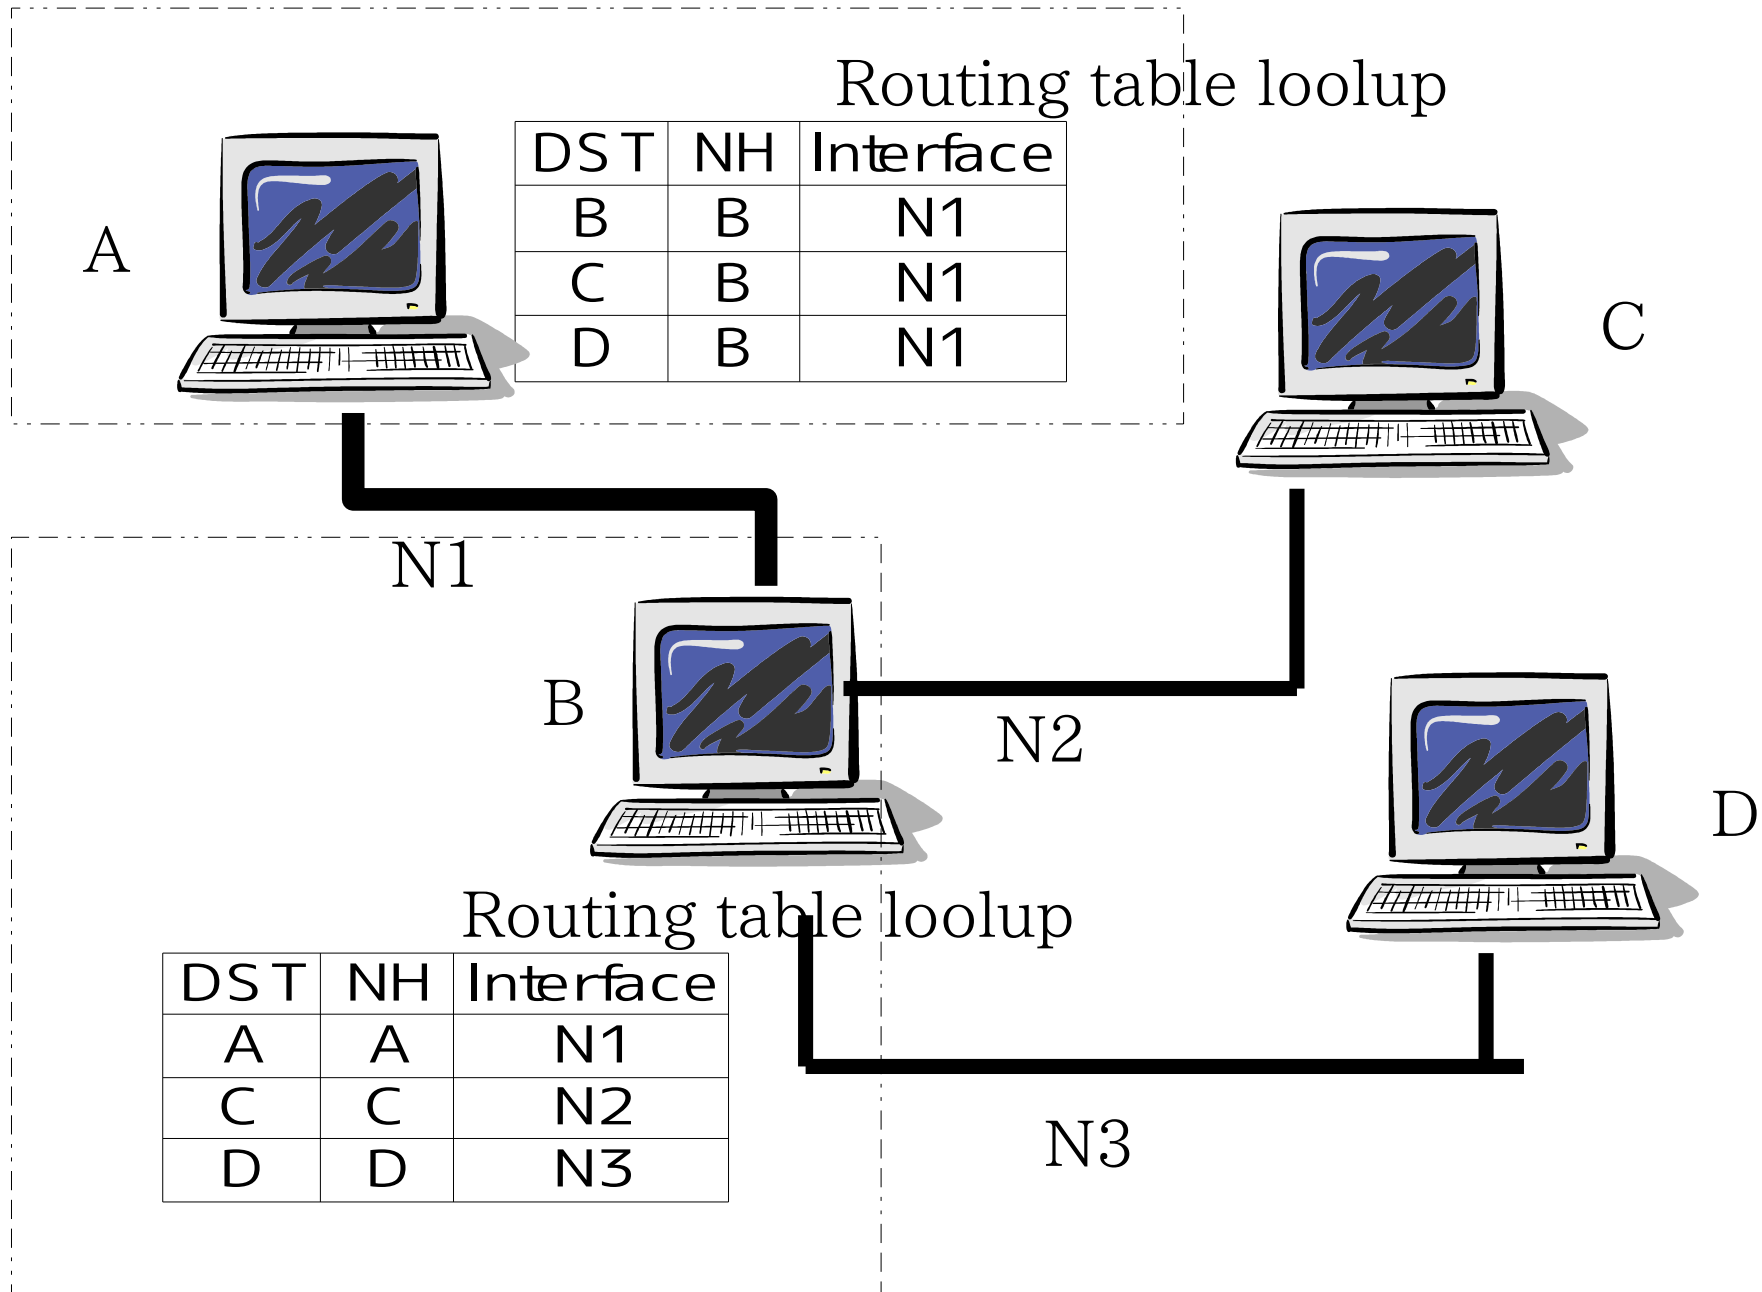 Routing table loolup
DST NH Interface
B B N1
C B N1
D B N1
A
C
N1
B
N2
D
Routing table loolup
DST NH Interface
A A N1
C C N2
D D N3
N3